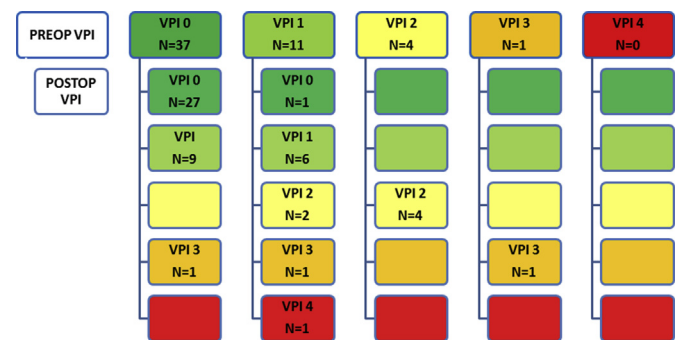 PREOP VPI
VPI 0
N=37
VPI 1
N=11
VPI 2
N=4
VPI 3
N=1
VPI 4
N=0
POSTOP
VPI
VPI 0
N=27
VPI 0
N=1
VPI
N=9
VPI 1
N=6
VPI 2
N=2
VPI 2
N=4
VPI 3
N=1
VPI 3
N=1
VPI 3
N=1
VPI 4
N=1